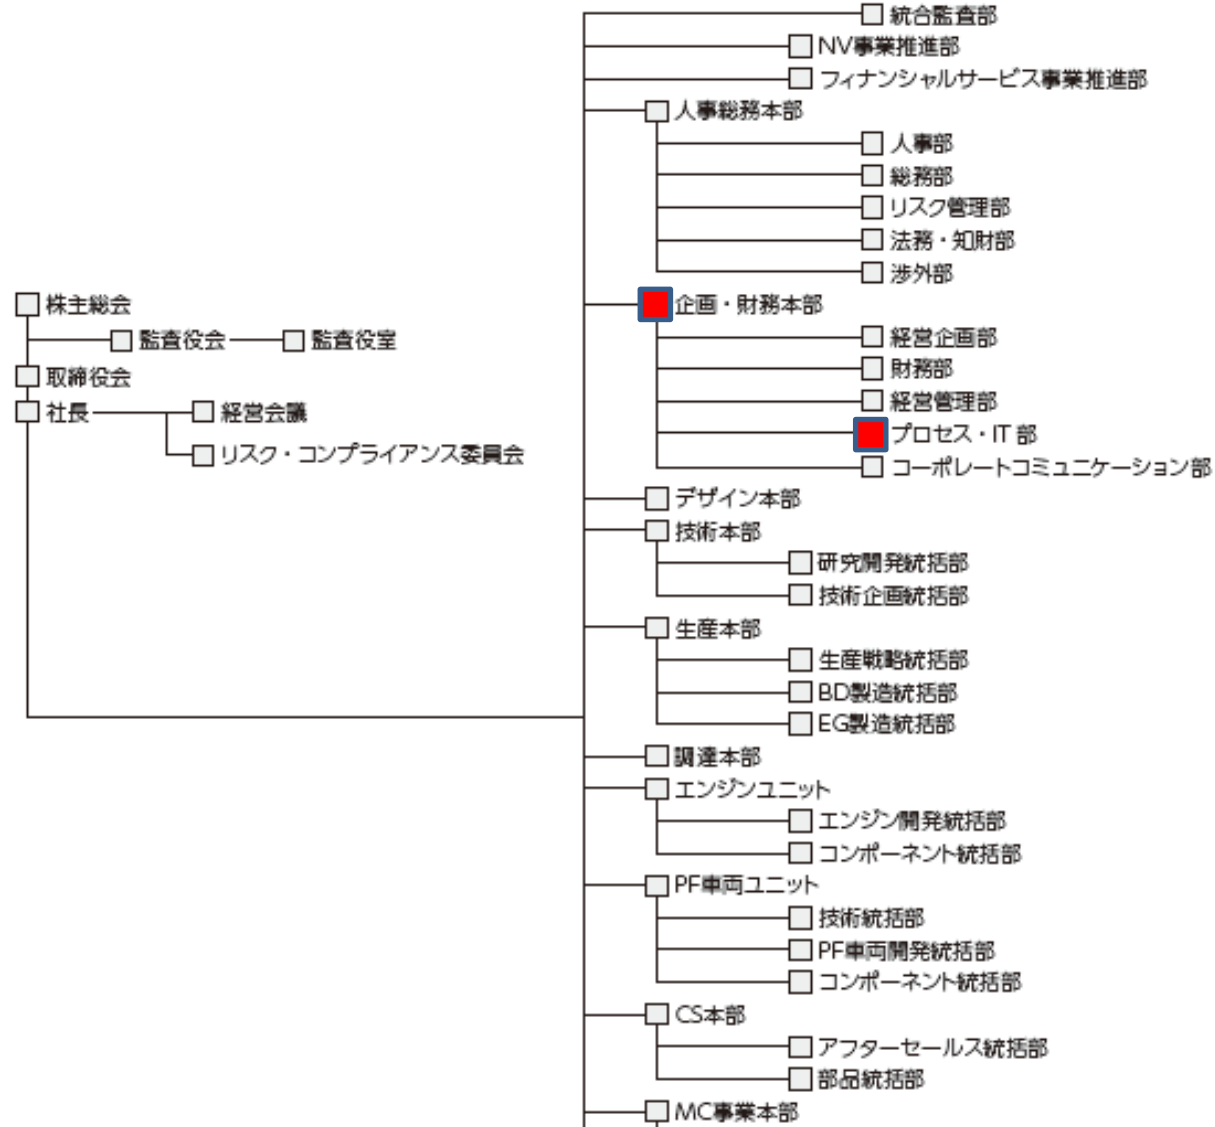 株主総会
監査役会
監査役室
取締役会
社長
経営会議
リスク・コンプライアンス委員会
統合監査部
NV事業推進部
フィナンシャルサービス事業推進部
人事総務本部
人事部
総務部
リスク管理部
法務・知財部
渉外部
企画・財務本部
経営企画部
財務部
経営管理部
プロセス・IT 部
コーポレートコミュニケーション部
デザイン本部
技術本部
研究開発統括部
技術企画統括部
生産本部
生産戦略統括部
BD製造統括部
EG製造統括部
調達本部
エンジンユニット
エンジン開発統括部
コンポーネント統括部
PF車両ユニット
技術統括部
PF車両開発統括部
コンポーネント統括部
CS本部
アフターセールス統括部
部品統括部
MC事業本部